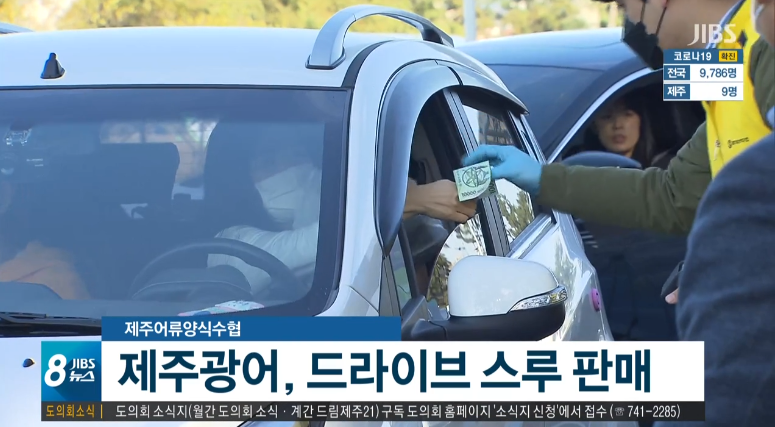 JIBS
코로나19 확진
전국 9,786명
제주 9명
10000
제주어류양식수협
8 JIBS 뉴스
제주광어, 드라이브 스루 판매
도의회소식 도의회 소식지(월간 도의회 소식 · 계간 드림제주21) 구독 도의회 홈페이지 '소식지 신청'에서 접수 (☏ 741-2285)